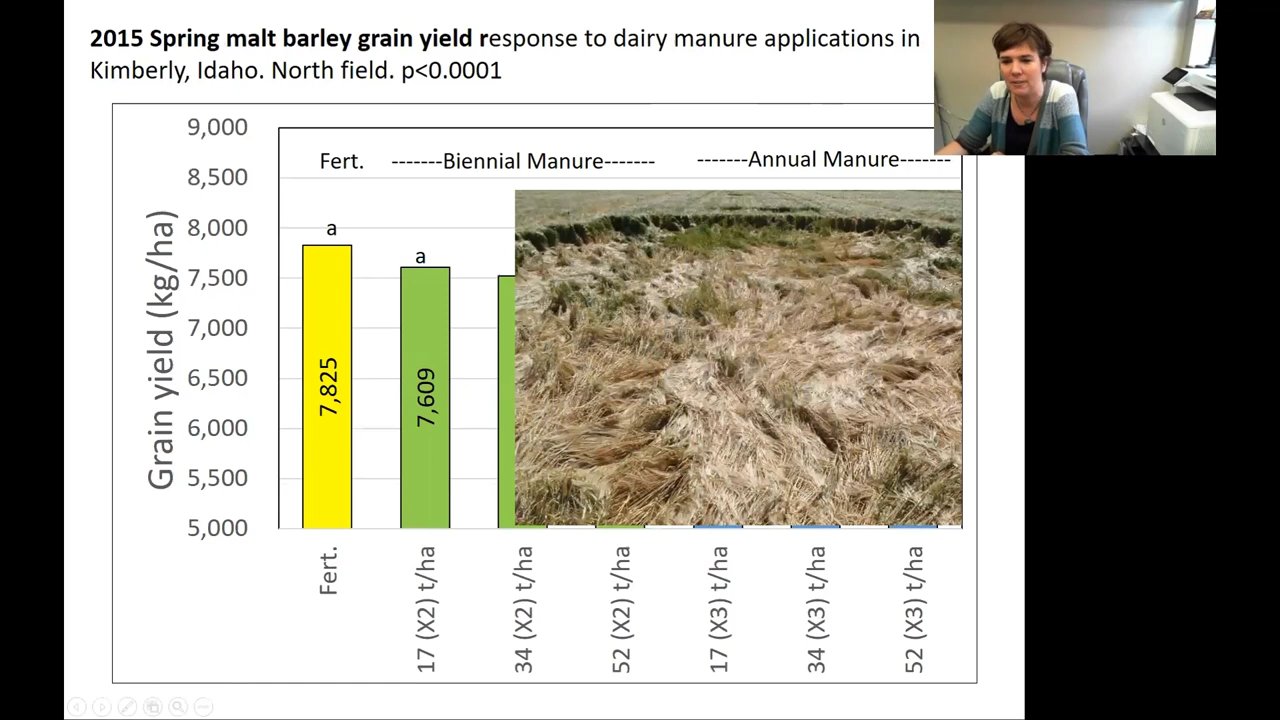 2015 Spring malt barley grain yield response to dairy manure applications in
Kimberly, Idaho. North field. p<0.0001
9,000
8,500
8,000
7,500
7,000
6,500
6,000
5,500
5,000
Grain yield (kg/ha)
Fert. -------Biennial Manure------- -------Annual Manure-------
a
a
7,825
7,609
Fert.
17 (X2) t/ha
34 (X2) t/ha
52 (X2) t/ha
17 (X3) t/ha
34 (X3) t/ha
52 (X3) t/ha